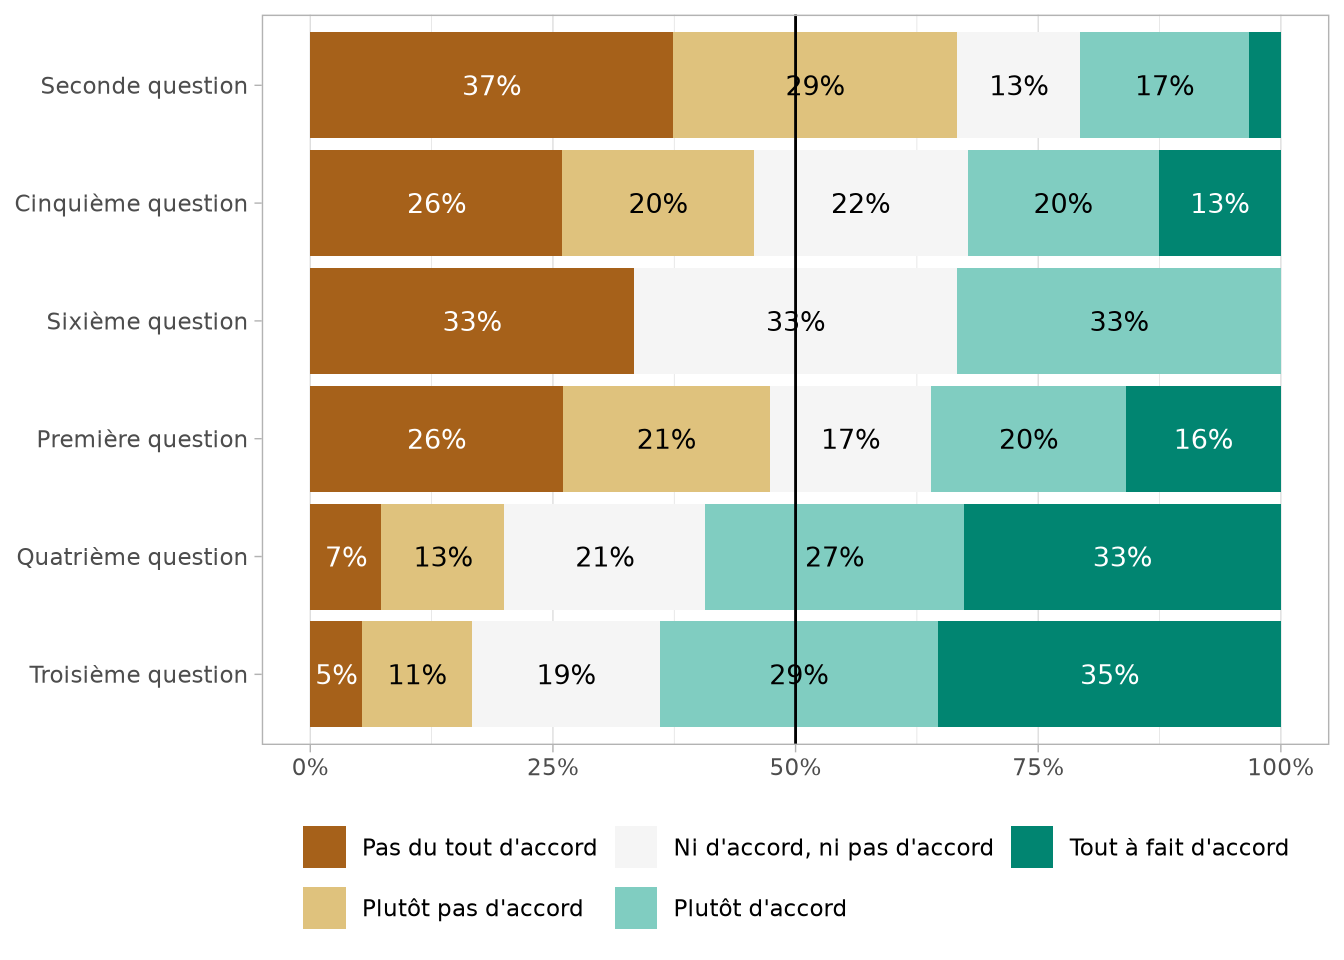 Seconde question 37% 29% 13% 17%
Cinquième question 26% 20% 22% 20% 13%
Sixième question 33% 33% 33%
Première question 26% 21% 17% 20% 16%
Quatrième question 7% 13% 21% 27% 33%
Troisième question 5% 11% 19% 29% 35%
0% 25% 50% 75% 100%
Pas du tout d'accord Ni d'accord, ni pas d'accord Tout à fait d'accord
Plutôt pas d'accord Plutôt d'accord